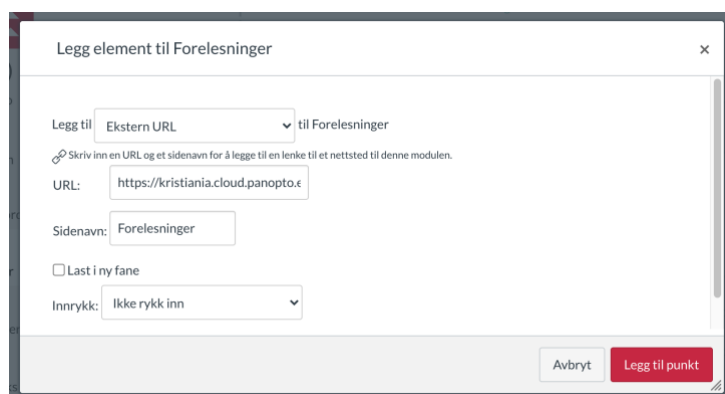 Legg element til Forelesninger ×
Legg til Ekstern URL til Forelesninger
Skriv inn en URL og et sidenavn for å legge til en lenke til et nettsted til denne modulen.
URL: https://kristiania.cloud.panopto.e
Sidenavn: Forelesninger
Last i ny fane
Innrykk: Ikke rykk inn
Avbryt Legg til punkt